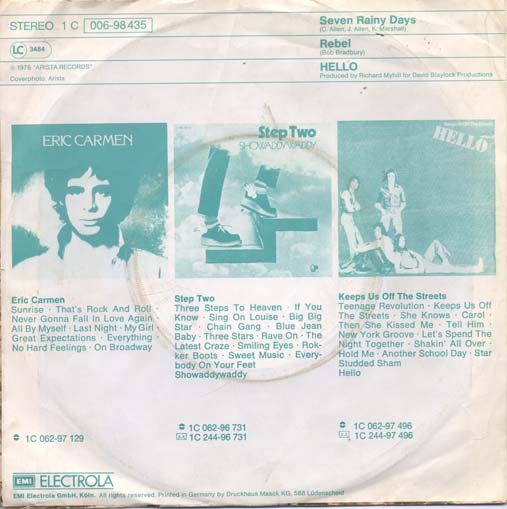 STEREO 1 C 006-98 435
LC 3484
℗ 1976 "ARISTA RECORDS"
Coverphoto: Arista
Seven Rainy Days
(C. Allen, J. Allen, K. Marshall)
Rebel
(Bob Bradbury)
HELLO
Produced by Richard Myhill for David Blaylock Productions
ERIC CARMEN
Step Two
SHOWADDYWADDY
HELLO
Eric Carmen
Sunrise · That's Rock And Roll ·
Never Gonna Fall In Love Again ·
All By Myself · Last Night · My Girl ·
Great Expectations · Everything ·
No Hard Feelings · On Broadway
1C 062-97 129
Step Two
Three Steps To Heaven · If You
Know · Sing On Louise · Big Big
Star · Chain Gang · Blue Jean
Baby · Three Stars · Rave On · The
Latest Craze · Smiling Eyes · Rok-
ker Boots · Sweet Music · Every-
body On Your Feet
Showaddywaddy
1C 062-96 731
1C 244-96 731
Keeps Us Off The Streets
Teenage Revolution · Keeps Us Off
The Streets · She Knows · Carol ·
Then She Kissed Me · Tell Him ·
New York Groove · Let's Spend The
Night Together · Shakin' All Over ·
Hold Me · Another School Day · Star
Studded Sham
Hello
1C 062-97 496
1C 244-97 496
EMI ELECTROLA
EMI Electrola GmbH, Köln. All rights reserved. Printed in Germany by Druckhaus Maack KG, 588 Lüdenscheid